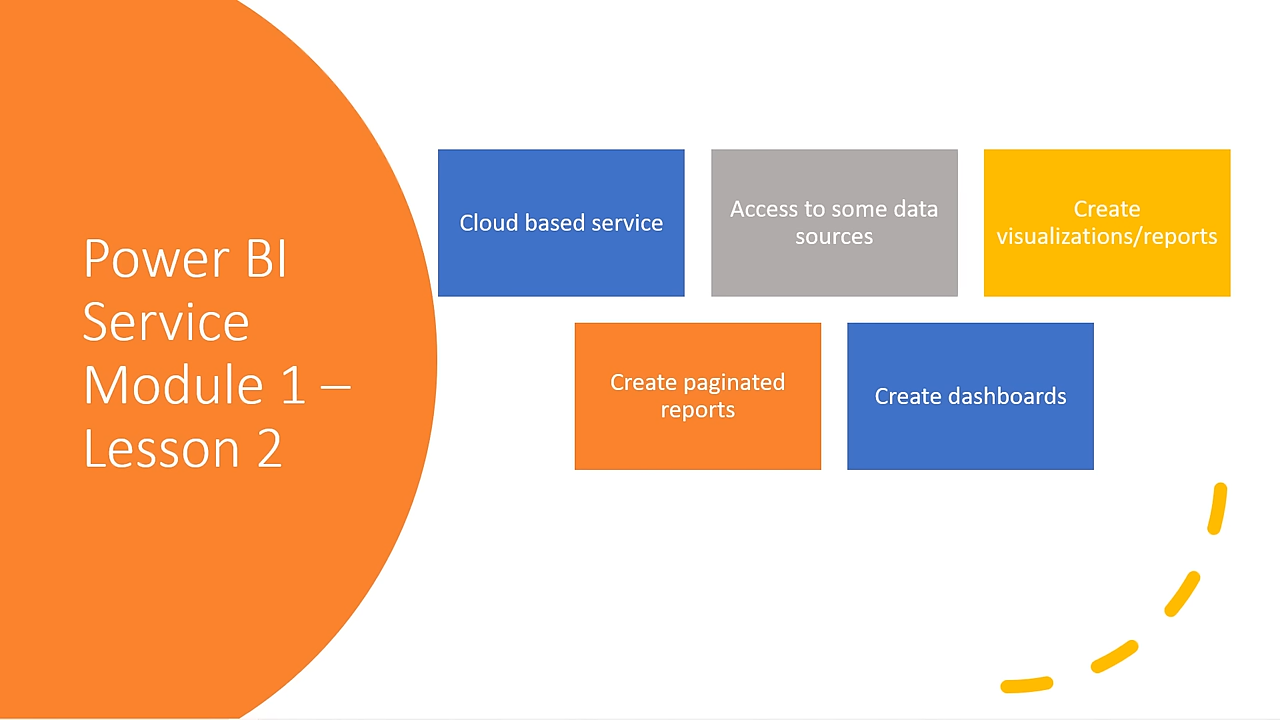 Power BI
Service
Module 1 –
Lesson 2
Cloud based service
Access to some data
sources
Create
visualizations/reports
Create paginated
reports
Create dashboards